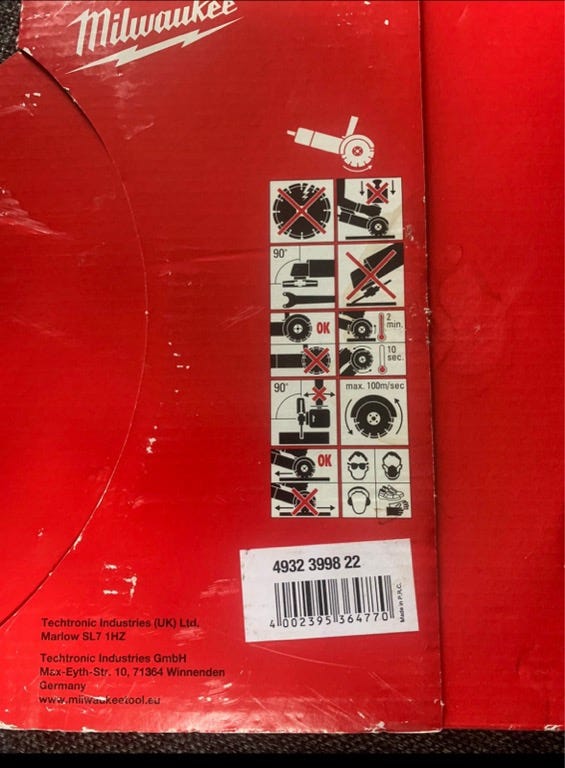 Milwaukee
90°
OK
2
min.
10
sec.
90°
max. 100m/sec
OK
4932 3998 22
4 002395 364770
Made in P.R.C.
Techtronic Industries (UK) Ltd.
Marlow SL7 1HZ
Techtronic Industries GmbH
Max-Eyth-Str. 10, 71364 Winnenden
Germany
www.milwaukeetool.eu